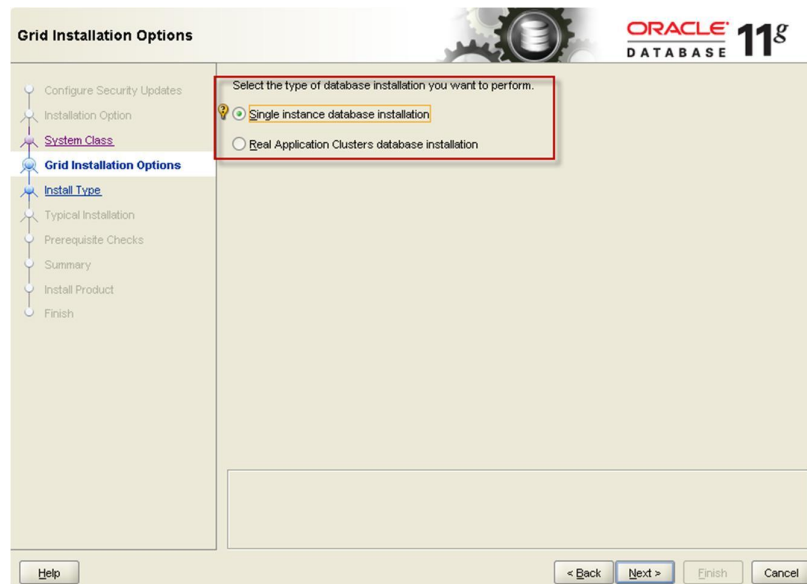 Grid Installation Options
ORACLE
DATABASE 11g
Configure Security Updates
Installation Option
System Class
Grid Installation Options
Install Type
Typical Installation
Prerequisite Checks
Summary
Install Product
Finish
Select the type of database installation you want to perform.
Single instance database installation
Real Application Clusters database installation
Help
< Back
Next >
Finish
Cancel